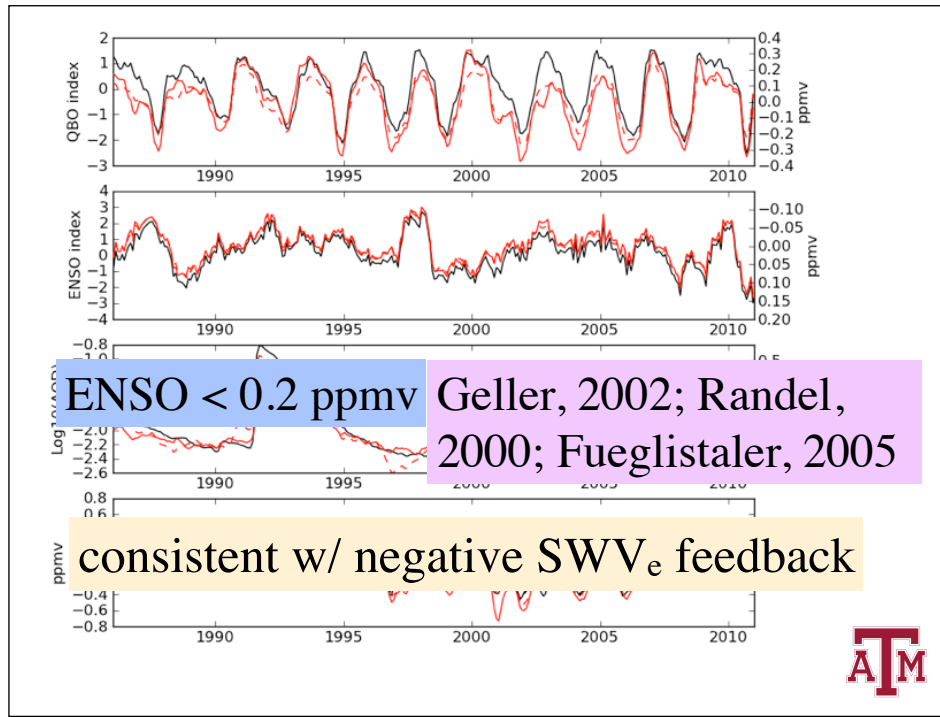 2 1 0 −1 −2 −3
QBO index
0.4 0.3 0.2 0.1 0.0 −0.1 −0.2 −0.3 −0.4
ppmv
1990 1995 2000 2005 2010
4 3 2 1 0 −1 −2 −3 −4
ENSO index
−0.10 −0.05 0.00 0.05 0.10 0.15 0.20
ppmv
1990 1995 2000 2005 2010
−0.8
−2.0 −2.2 −2.4 −2.6
ENSO < 0.2 ppmv
Geller, 2002; Randel,
2000; Fueglistaler, 2005
1990 1995 2000 2005 2010
0.8
ppmv
consistent w/ negative SWVₑ feedback
−0.4 −0.6 −0.8
1990 1995 2000 2005 2010
ATM